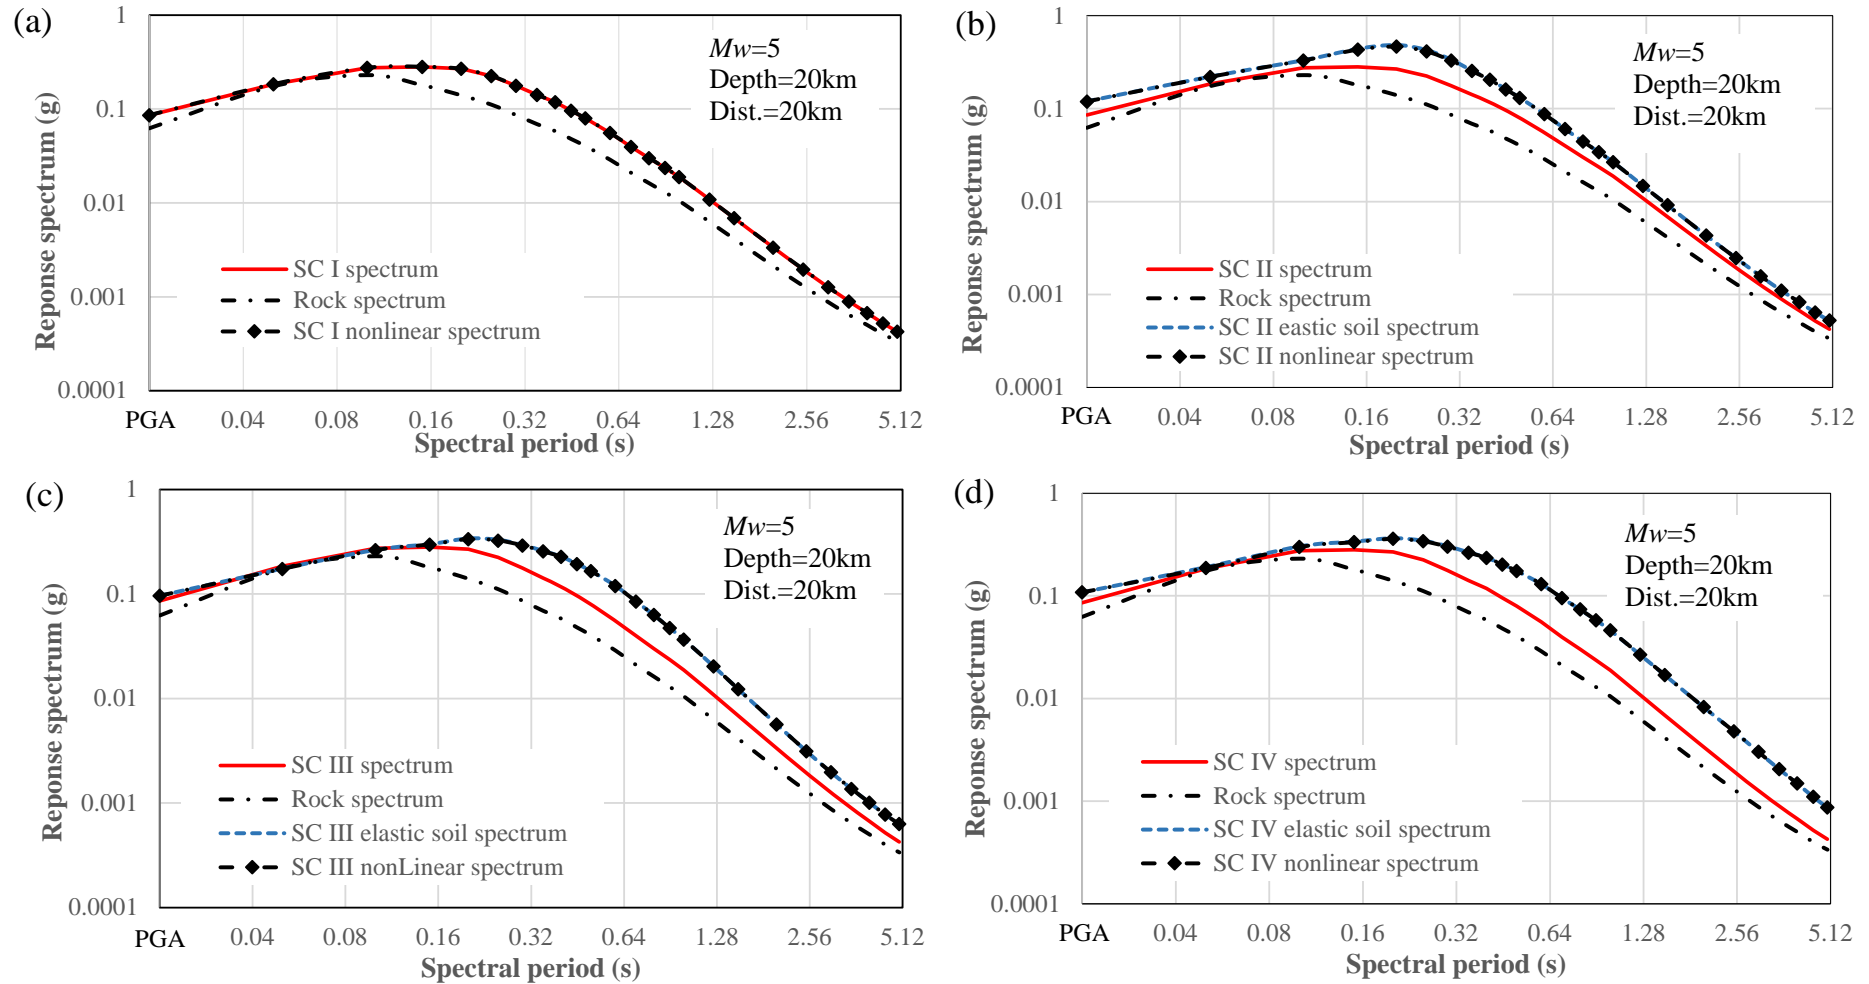 (a)
Reponse spectrum (g)
1
0.1
0.01
0.001
0.0001
Mw=5
Depth=20km
Dist.=20km
SC I spectrum
Rock spectrum
SC I nonlinear spectrum
PGA 0.04 0.08 0.16 0.32 0.64 1.28 2.56 5.12
Spectral period (s)
(b)
Reponse spectrum (g)
1
0.1
0.01
0.001
0.0001
Mw=5
Depth=20km
Dist.=20km
SC II spectrum
Rock spectrum
SC II eastic soil spectrum
SC II nonlinear spectrum
PGA 0.04 0.08 0.16 0.32 0.64 1.28 2.56 5.12
Spectral period (s)
(c)
Reponse spectrum (g)
1
0.1
0.01
0.001
0.0001
Mw=5
Depth=20km
Dist.=20km
SC III spectrum
Rock spectrum
SC III elastic soil spectrum
SC III nonLinear spectrum
PGA 0.04 0.08 0.16 0.32 0.64 1.28 2.56 5.12
Spectral period (s)
(d)
Reponse spectrum (g)
1
0.1
0.01
0.001
0.0001
Mw=5
Depth=20km
Dist.=20km
SC IV spectrum
Rock spectrum
SC IV elastic soil spectrum
SC IV nonlinear spectrum
PGA 0.04 0.08 0.16 0.32 0.64 1.28 2.56 5.12
Spectral period (s)